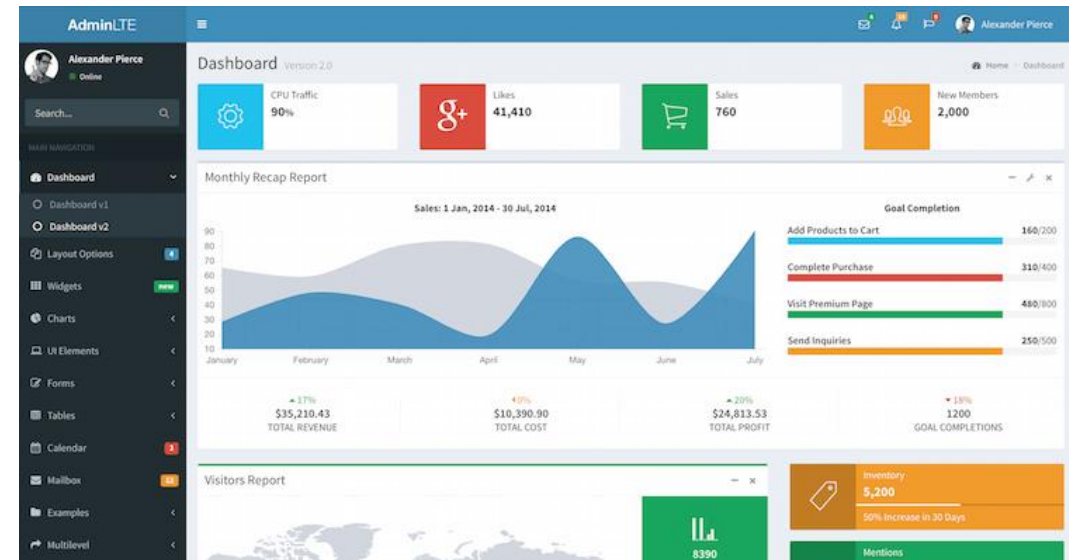 AdminLTE
Alexander Pierce
Alexander Pierce
Online
Search...
MAIN NAVIGATION
Dashboard
Dashboard v1
Dashboard v2
Layout Options 4
Widgets new
Charts
UI Elements
Forms
Tables
Calendar 3
Mailbox 12
Examples
Multilevel
Dashboard Version 2.0
Home > Dashboard
CPU Traffic
90%
g+
Likes
41,410
Sales
760
New Members
2,000
Monthly Recap Report
Sales: 1 Jan, 2014 - 30 Jul, 2014
90
80
70
60
50
40
30
20
10
January February March April May June July
Goal Completion
Add Products to Cart 160/200
Complete Purchase 310/400
Visit Premium Page 480/800
Send Inquiries 250/500
17%
$35,210.43
TOTAL REVENUE
0%
$10,390.90
TOTAL COST
20%
$24,813.53
TOTAL PROFIT
18%
1200
GOAL COMPLETIONS
Visitors Report
8390
Inventory
5,200
50% Increase in 30 Days
Mentions